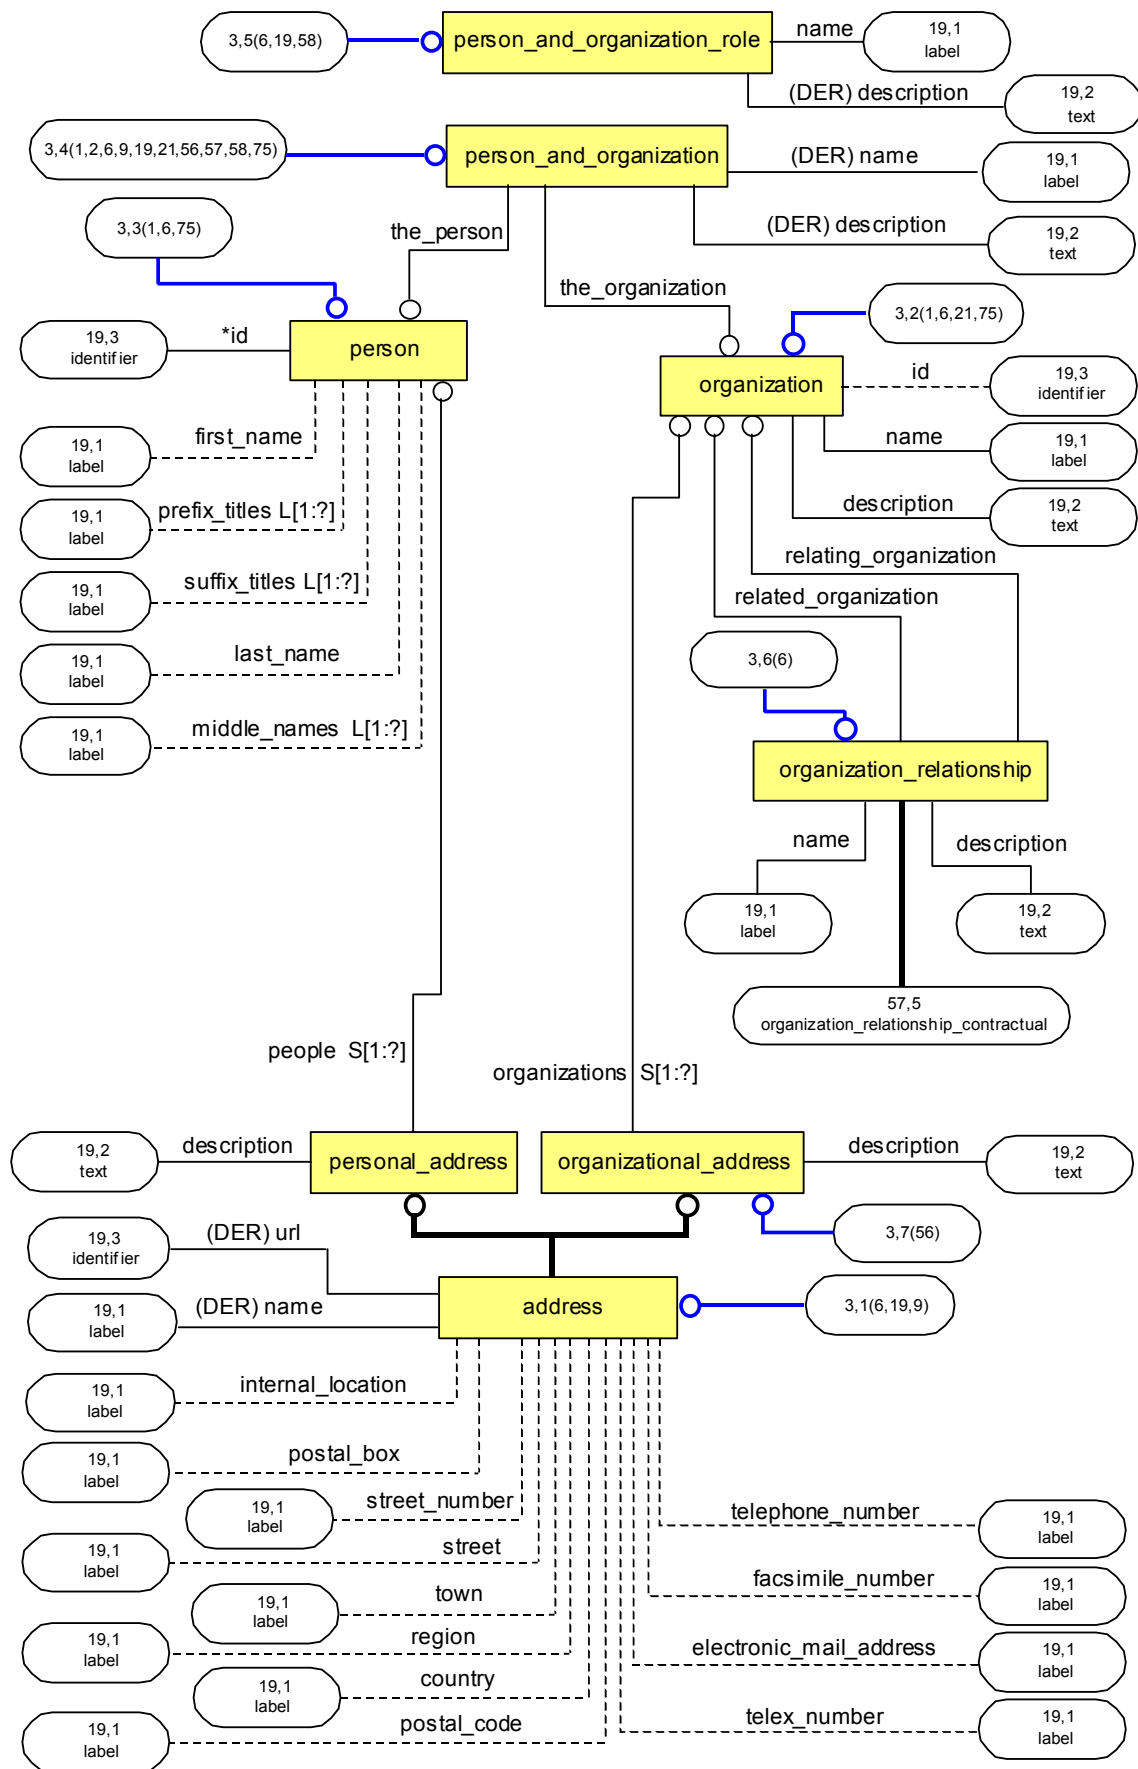 3,5(6,19,58)
person_and_organization_role
name
19,1
label
(DER) description
19,2
text
3,4(1,2,6,9,19,21,56,57,58,75)
person_and_organization
(DER) name
19,1
label
3,3(1,6,75)
the_person
(DER) description
19,2
text
the_organization
3,2(1,6,21,75)
19,3
identifier
*id
person
organization
id
19,3
identifier
first_name
19,1
label
name
19,1
label
prefix_titles L[1:?]
19,1
label
description
19,2
text
relating_organization
suffix_titles L[1:?]
19,1
label
related_organization
last_name
19,1
label
3,6(6)
middle_names L[1:?]
19,1
label
organization_relationship
name
description
19,1
label
19,2
text
57,5
organization_relationship_contractual
people S[1:?]
organizations S[1:?]
19,2
text
description
personal_address
organizational_address
description
19,2
text
19,3
identifier
(DER) url
3,7(56)
19,1
label
(DER) name
address
3,1(6,19,9)
internal_location
19,1
label
postal_box
19,1
label
street_number
19,1
label
telephone_number
19,1
label
street
19,1
label
facsimile_number
19,1
label
town
19,1
label
region
19,1
label
electronic_mail_address
19,1
label
country
19,1
label
postal_code
19,1
label
telex_number
19,1
label